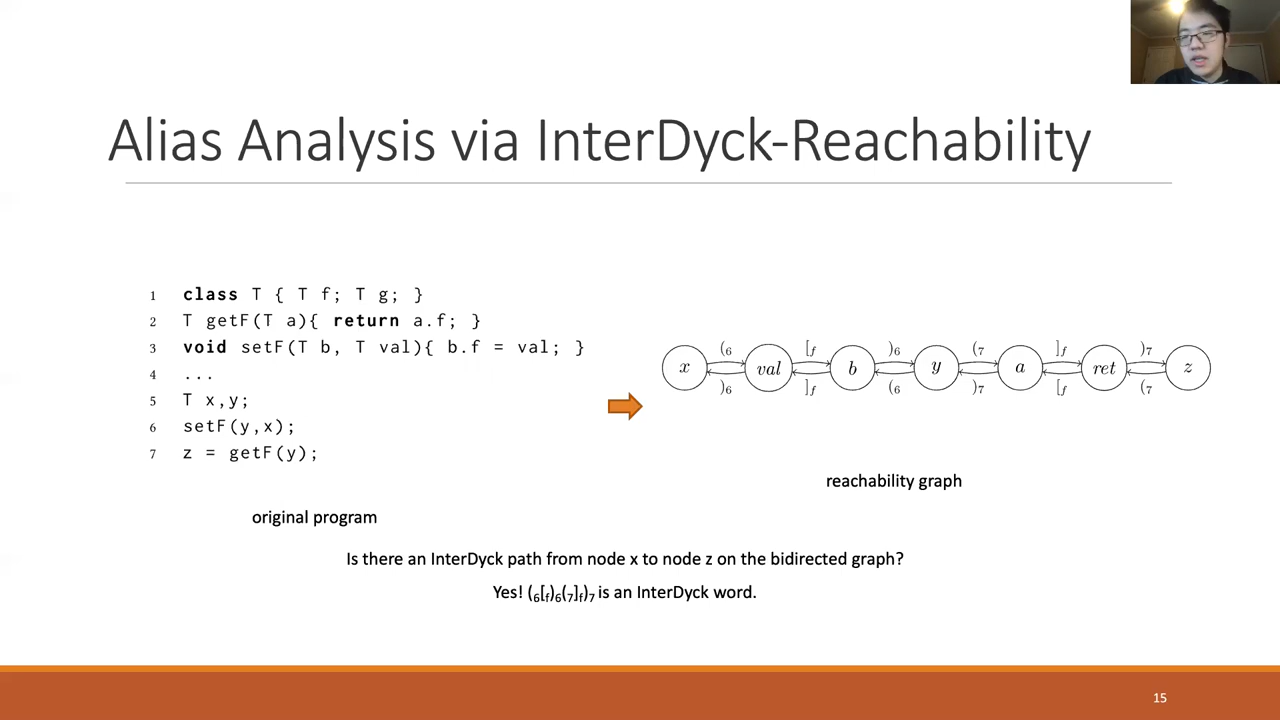 Alias Analysis via InterDyck-Reachability
1 class T { T f; T g; }
2 T getF(T a){ return a.f; }
3 void setF(T b, T val){ b.f = val; }
4 ...
5 T x,y;
6 setF(y,x);
7 z = getF(y);
original program
(6 [f )6 (7 ]f )7
x val b y a ret z
)6 ]f (6 )7 [f (7
reachability graph
Is there an InterDyck path from node x to node z on the bidirected graph?
Yes! (6[f)6(7]f)7 is an InterDyck word.
15